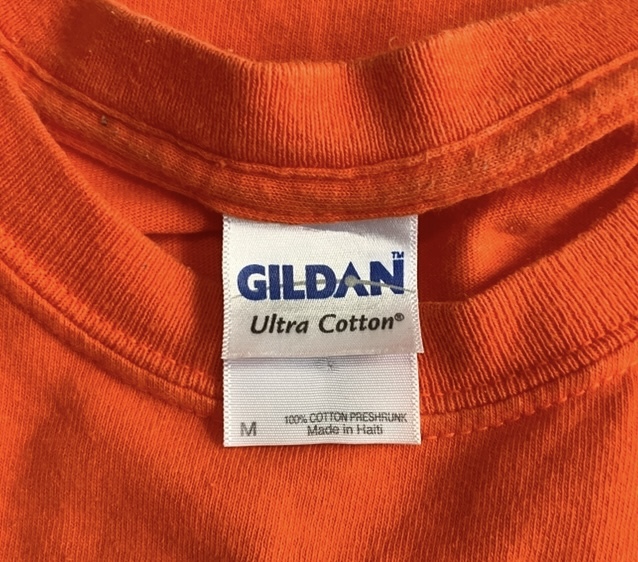 GILDAN™
Ultra Cotton®
100% COTTON PRESHRUNK
M Made in Haiti